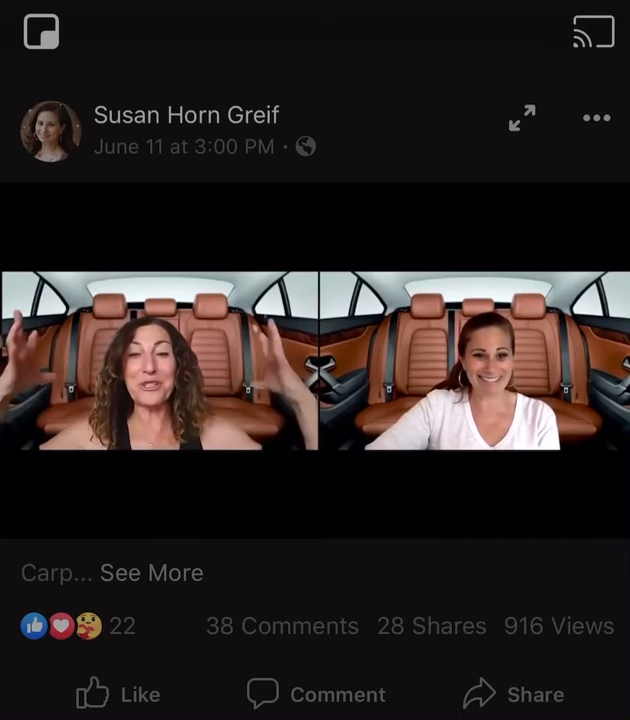 Susan Horn Greif
June 11 at 3:00 PM ·
Carp... See More
22 38 Comments 28 Shares 916 Views
Like Comment Share